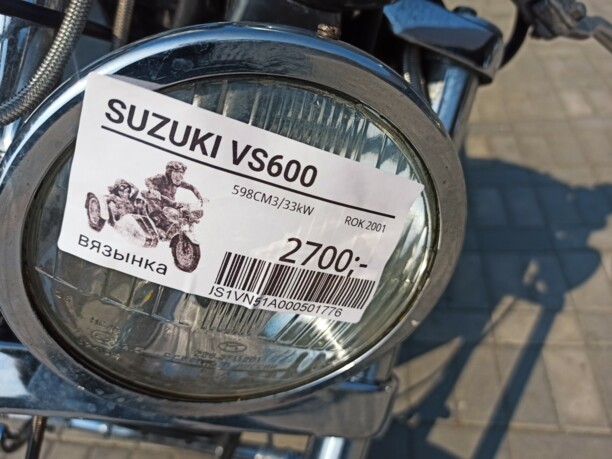 SUZUKI VS600
598CM3/33kW
ROK 2001
2700;-
вязынка
JS1VN51A000501776